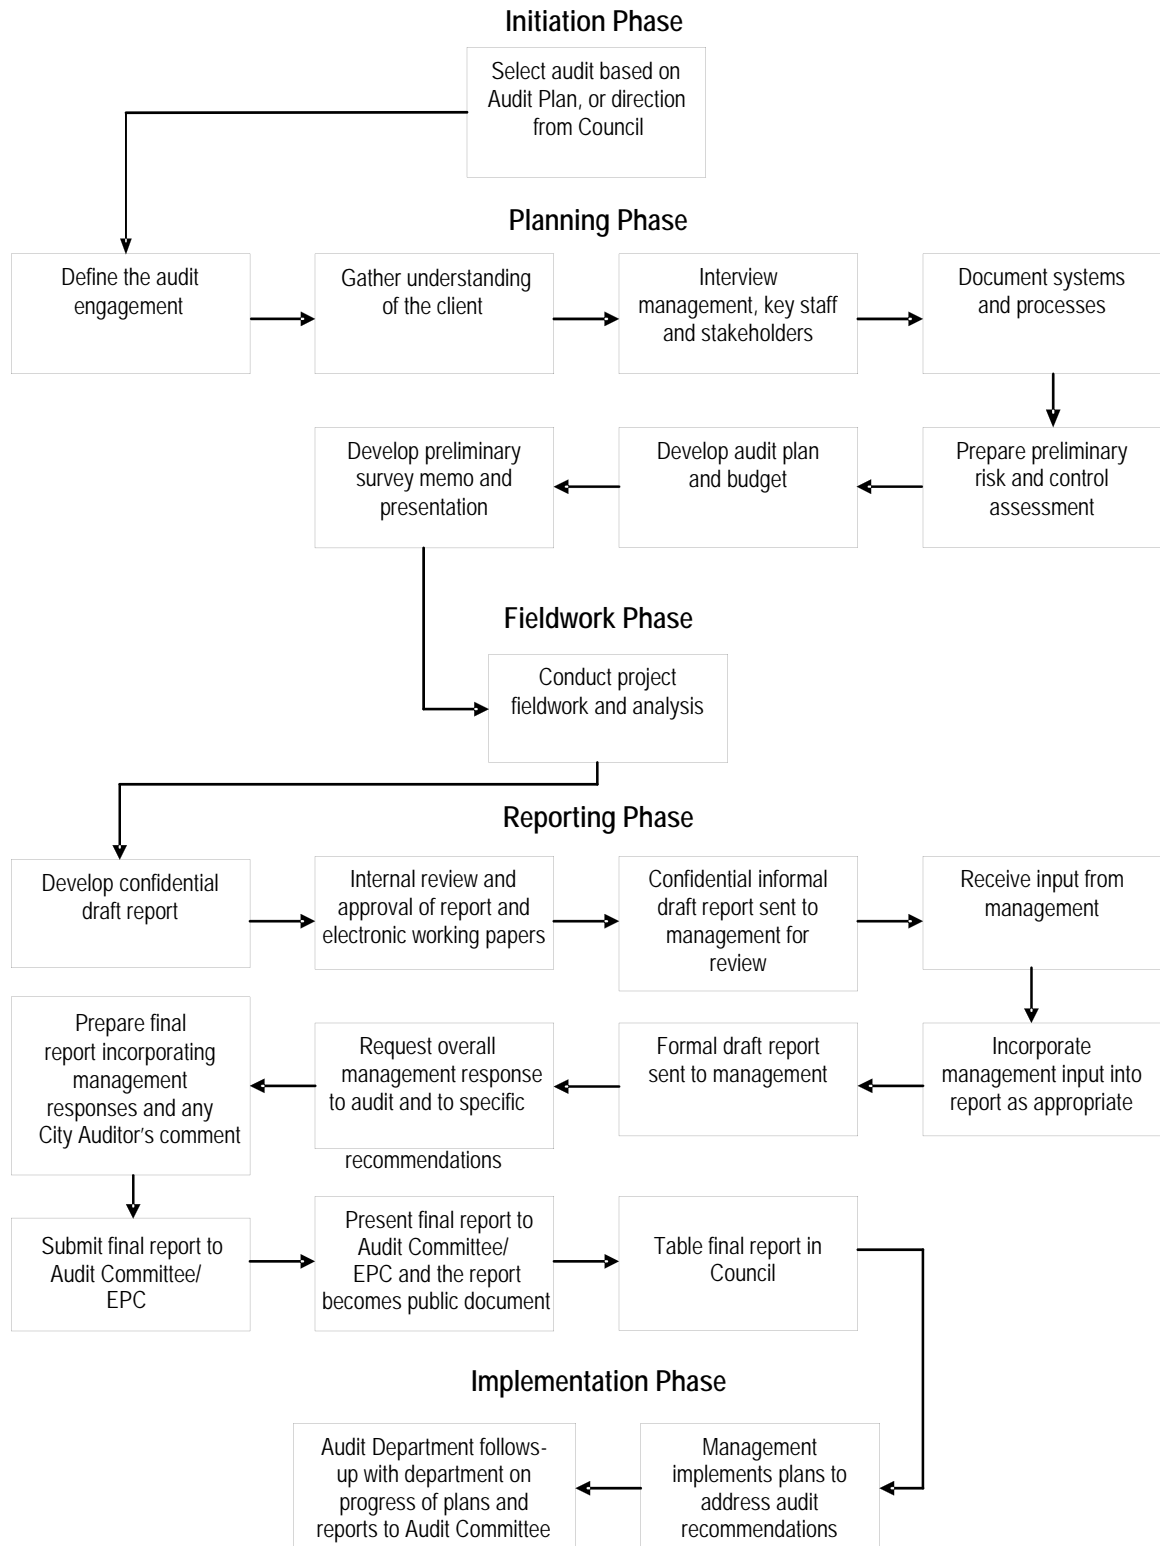 Initiation Phase
Select audit based on
Audit Plan, or direction
from Council
Planning Phase
Define the audit
engagement
Gather understanding
of the client
Interview
management, key staff
and stakeholders
Document systems
and processes
Prepare preliminary
risk and control
assessment
Develop audit plan
and budget
Develop preliminary
survey memo and
presentation
Fieldwork Phase
Conduct project
fieldwork and analysis
Reporting Phase
Develop confidential
draft report
Internal review and
approval of report and
electronic working papers
Confidential informal
draft report sent to
management for
review
Receive input from
management
Incorporate
management input into
report as appropriate
Formal draft report
sent to management
Request overall
management response
to audit and to specific
recommendations
Prepare final
report incorporating
management
responses and any
City Auditor's comment
Submit final report to
Audit Committee/
EPC
Present final report to
Audit Committee/
EPC and the report
becomes public document
Table final report in
Council
Implementation Phase
Management
implements plans to
address audit
recommendations
Audit Department follows-
up with department on
progress of plans and
reports to Audit Committee